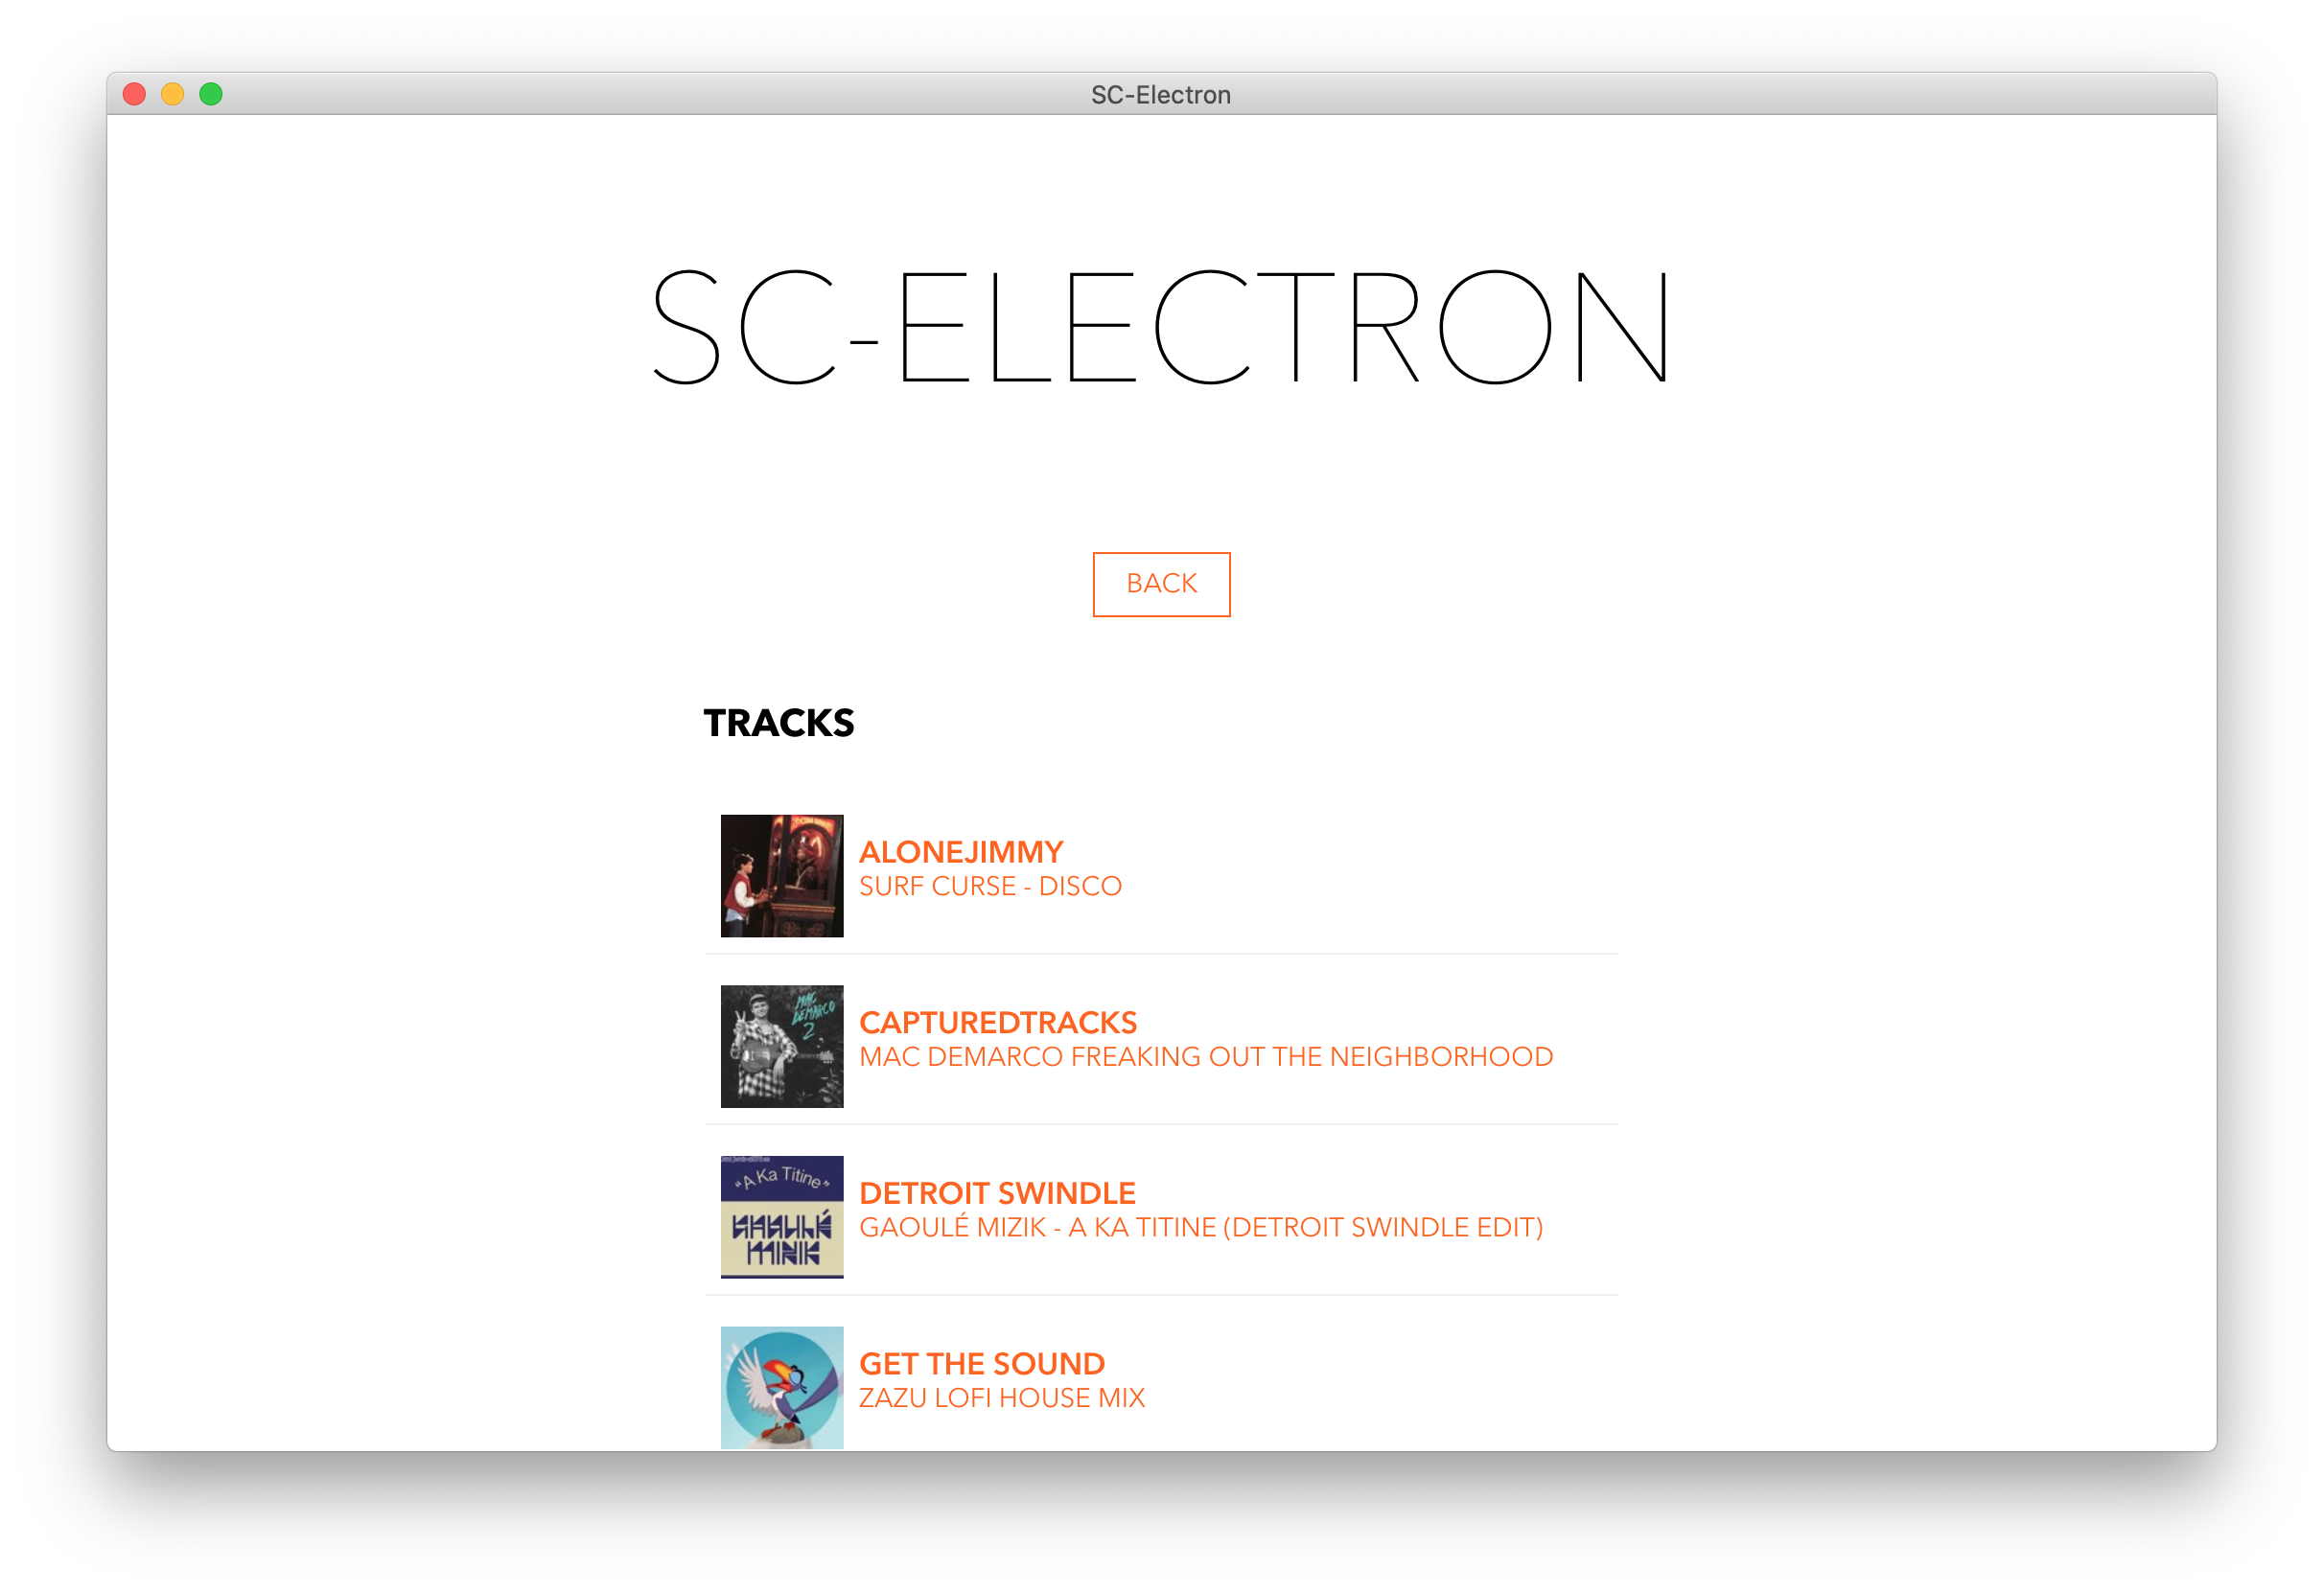 SC-Electron
SC-ELECTRON
BACK
TRACKS
ALONEJIMMY
SURF CURSE - DISCO
MAC
DEMARCO
2
CAPTUREDTRACKS
MAC DEMARCO FREAKING OUT THE NEIGHBORHOOD
"A Ka Titine"
GAOULÉ
MIZIK
DETROIT SWINDLE
GAOULÉ MIZIK - A KA TITINE (DETROIT SWINDLE EDIT)
GET THE SOUND
ZAZU LOFI HOUSE MIX